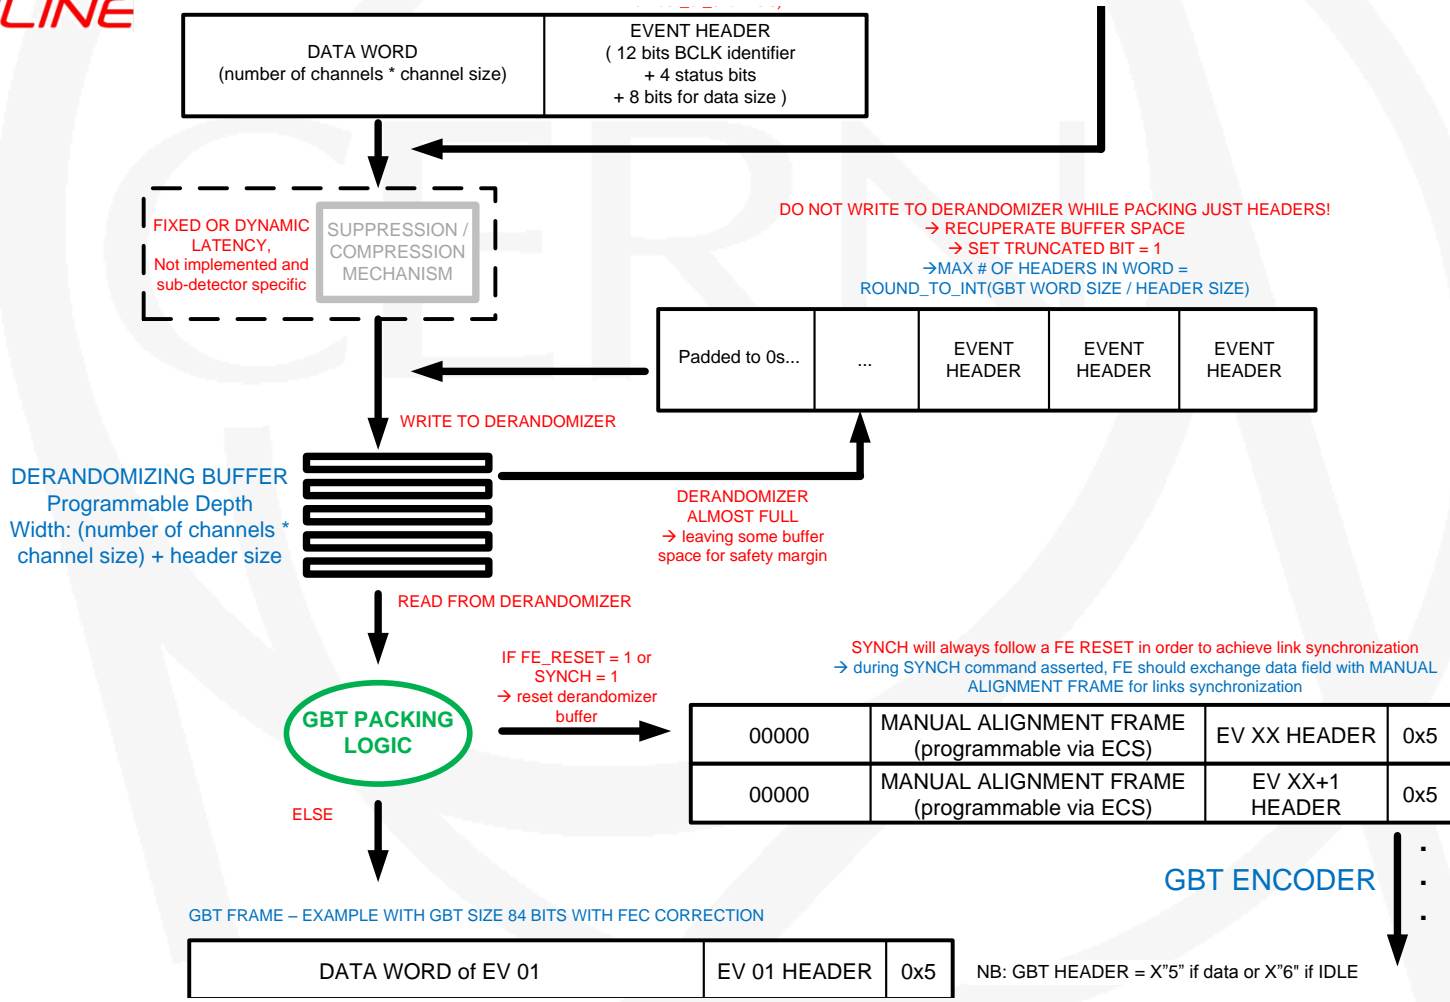 LINE
DATA WORD
(number of channels * channel size)
EVENT HEADER
( 12 bits BCLK identifier
+ 4 status bits
+ 8 bits for data size )
FIXED OR DYNAMIC
LATENCY,
Not implemented and
sub-detector specific
SUPPRESSION /
COMPRESSION
MECHANISM
DO NOT WRITE TO DERANDOMIZER WHILE PACKING JUST HEADERS!
→ RECUPERATE BUFFER SPACE
→ SET TRUNCATED BIT = 1
→MAX # OF HEADERS IN WORD =
ROUND_TO_INT(GBT WORD SIZE / HEADER SIZE)
Padded to 0s...
...
EVENT
HEADER
EVENT
HEADER
EVENT
HEADER
WRITE TO DERANDOMIZER
DERANDOMIZING BUFFER
Programmable Depth
Width: (number of channels *
channel size) + header size
DERANDOMIZER
ALMOST FULL
→ leaving some buffer
space for safety margin
READ FROM DERANDOMIZER
IF FE_RESET = 1 or
SYNCH = 1
→ reset derandomizer
buffer
SYNCH will always follow a FE RESET in order to achieve link synchronization
→ during SYNCH command asserted, FE should exchange data field with MANUAL
ALIGNMENT FRAME for links synchronization
GBT PACKING
LOGIC
00000
MANUAL ALIGNMENT FRAME
(programmable via ECS)
EV XX HEADER
0x5
00000
MANUAL ALIGNMENT FRAME
(programmable via ECS)
EV XX+1
HEADER
0x5
ELSE
.
.
.
GBT ENCODER
GBT FRAME – EXAMPLE WITH GBT SIZE 84 BITS WITH FEC CORRECTION
DATA WORD of EV 01
EV 01 HEADER
0x5
NB: GBT HEADER = X"5" if data or X"6" if IDLE
CERN